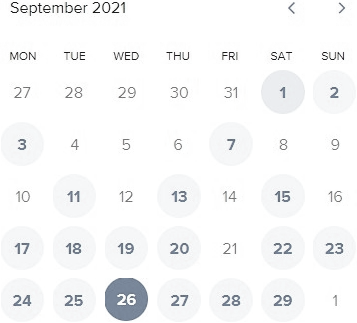 September 2021
MON TUE WED THU FRI SAT SUN
27 28 29 30 31 1 2
3 4 5 6 7 8 9
10 11 12 13 14 15 16
17 18 19 20 21 22 23
24 25 26 27 28 29 1